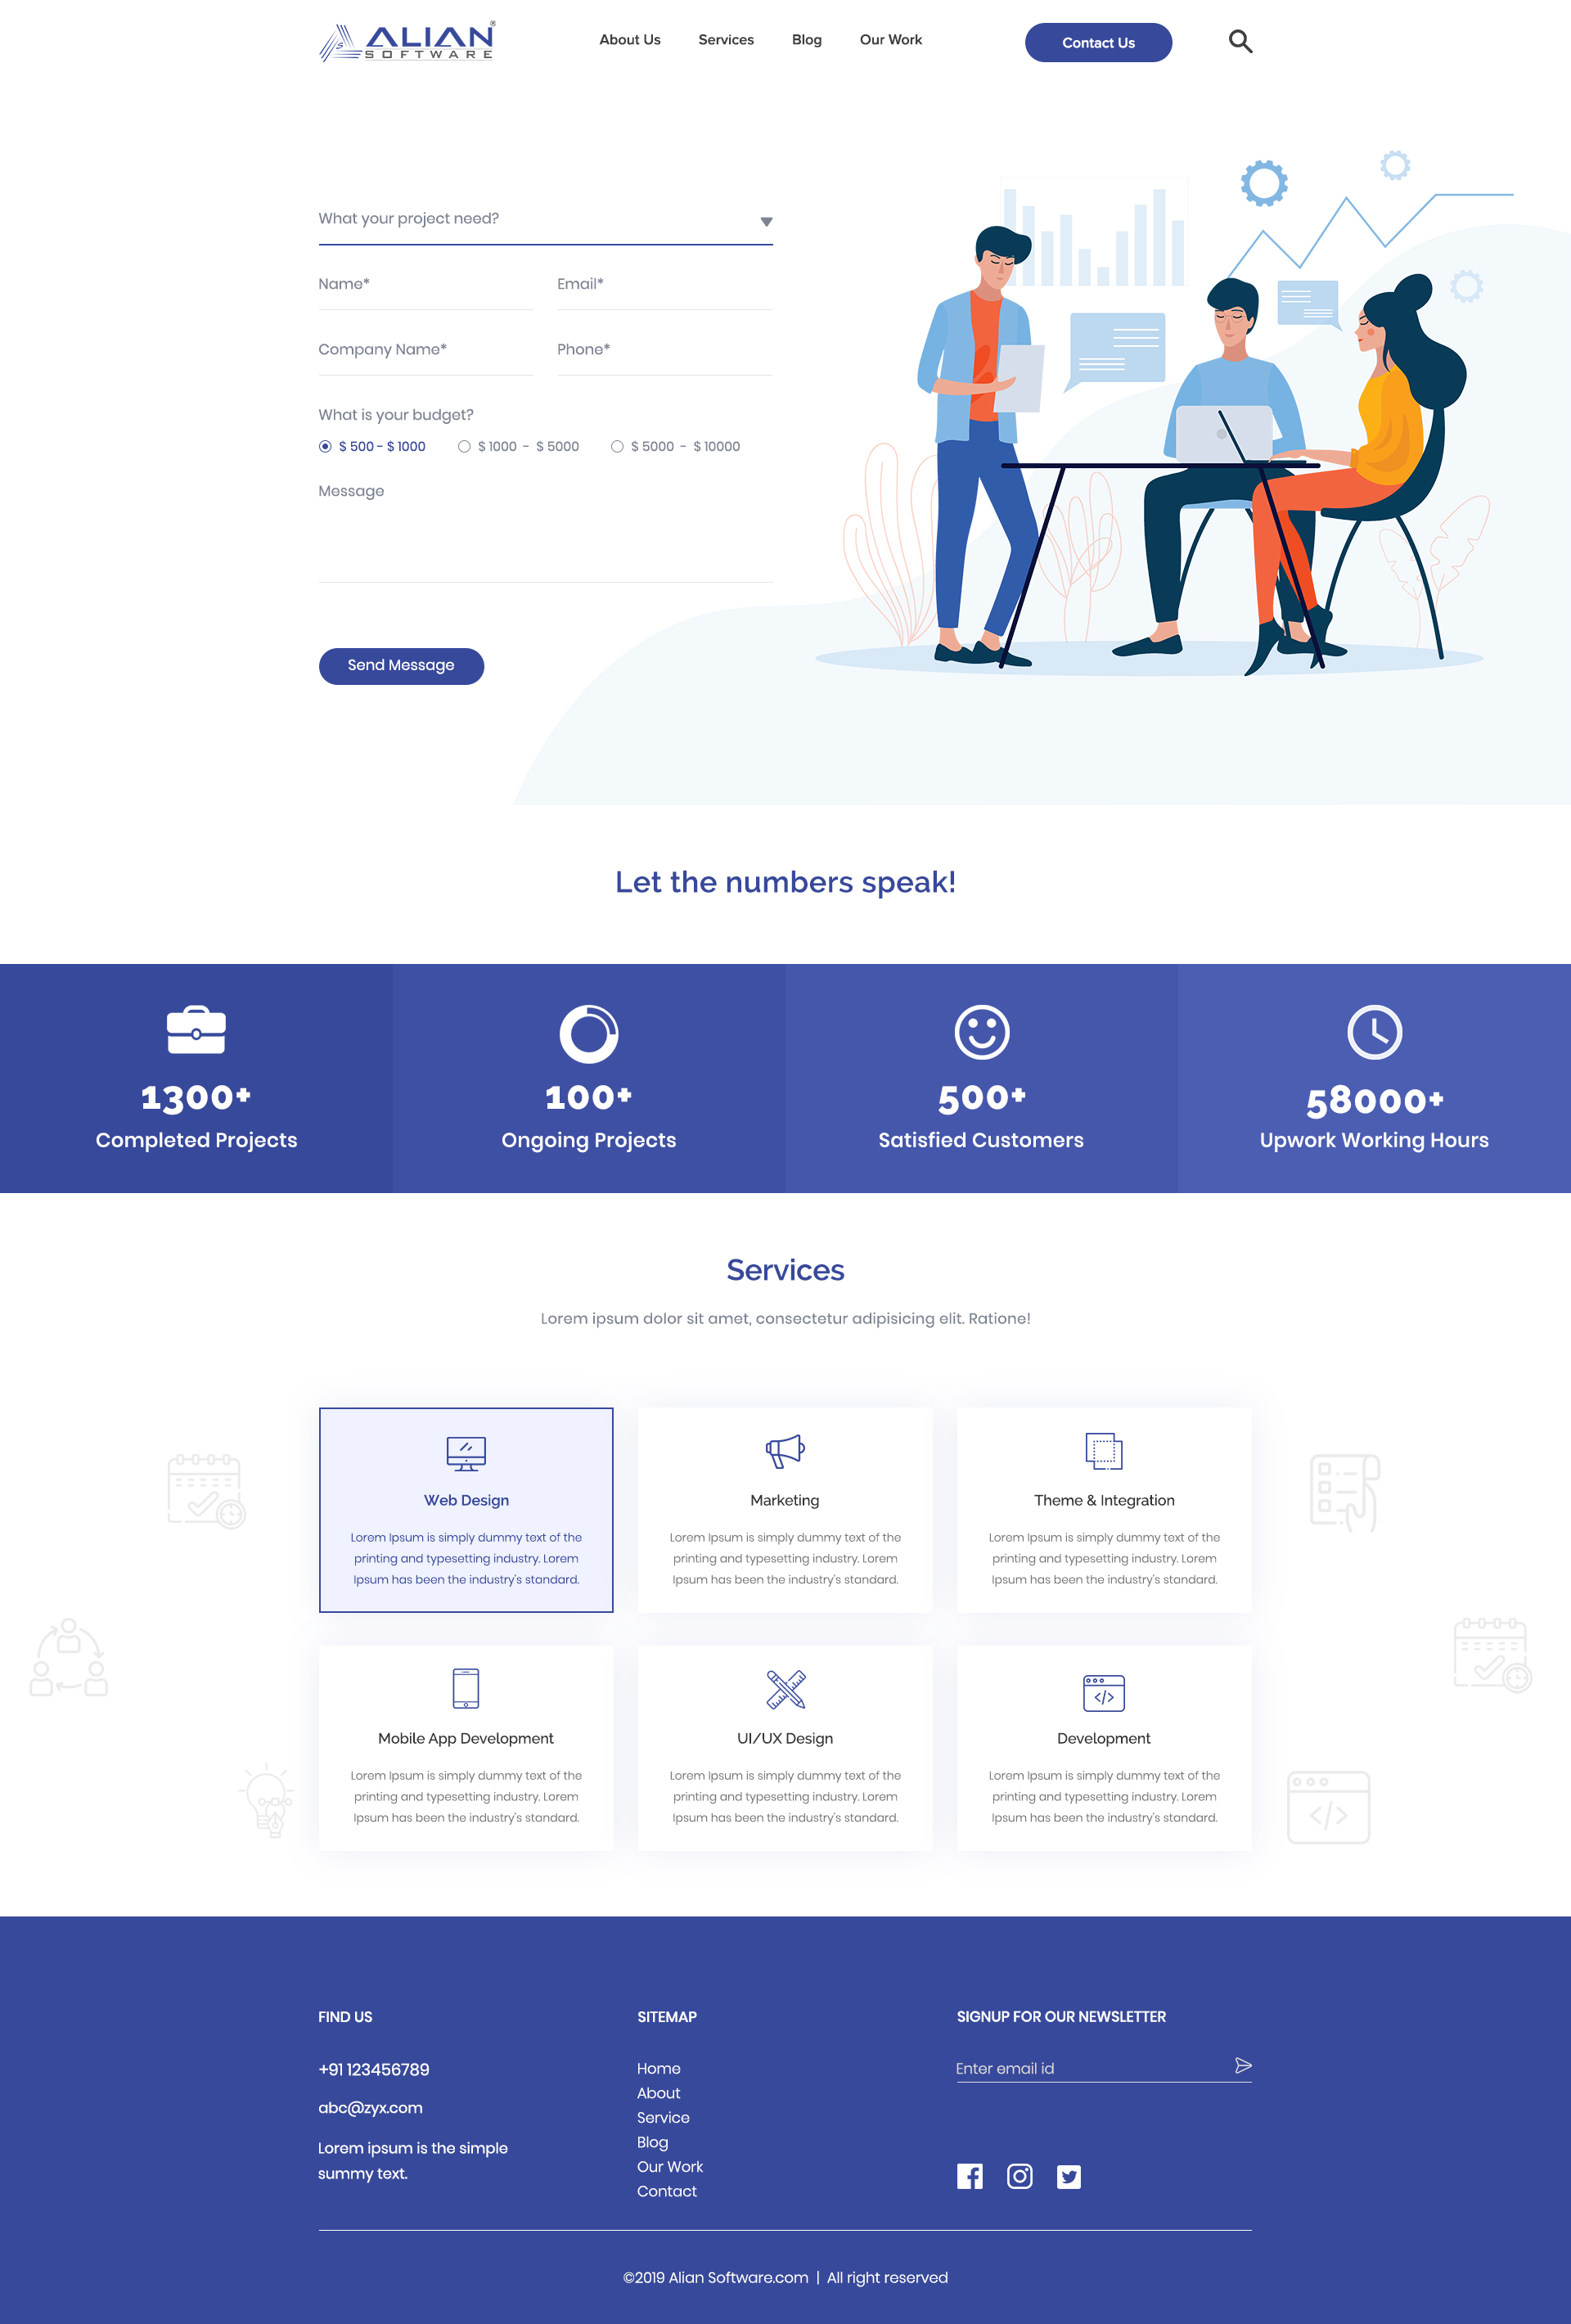 ALIAN®
SOFTWARE
About Us
Services
Blog
Our Work
Contact Us
What your project need?
Name*
Email*
Company Name*
Phone*
What is your budget?
$ 500 - $ 1000
$ 1000 - $ 5000
$ 5000 - $ 10000
Message
Send Message
Let the numbers speak!
1300+
Completed Projects
100+
Ongoing Projects
500+
Satisfied Customers
58000+
Upwork Working Hours
Services
Lorem ipsum dolor sit amet, consectetur adipisicing elit. Ratione!
Web Design
Lorem Ipsum is simply dummy text of the
printing and typesetting industry. Lorem
Ipsum has been the industry's standard.
Marketing
Lorem Ipsum is simply dummy text of the
printing and typesetting industry. Lorem
Ipsum has been the industry's standard.
Theme & Integration
Lorem Ipsum is simply dummy text of the
printing and typesetting industry. Lorem
Ipsum has been the industry's standard.
Mobile App Development
Lorem Ipsum is simply dummy text of the
printing and typesetting industry. Lorem
Ipsum has been the industry's standard.
UI/UX Design
Lorem Ipsum is simply dummy text of the
printing and typesetting industry. Lorem
Ipsum has been the industry's standard.
Development
Lorem Ipsum is simply dummy text of the
printing and typesetting industry. Lorem
Ipsum has been the industry's standard.
FIND US
+91 123456789
abc@zyx.com
Lorem ipsum is the simple
summy text.
SITEMAP
Home
About
Service
Blog
Our Work
Contact
SIGNUP FOR OUR NEWSLETTER
Enter email id
©2019 Alian Software.com | All right reserved